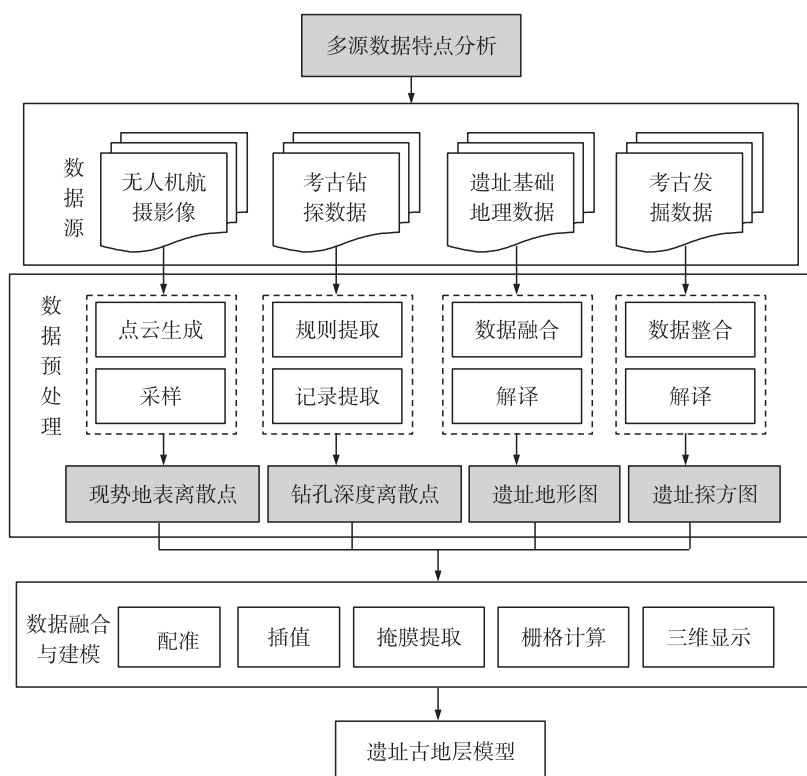 多源数据特点分析
数据源
无人机航
摄影像
考古钻
探数据
遗址基础
地理数据
考古发
掘数据
数据预处理
点云生成
规则提取
数据融合
数据整合
采样
记录提取
解译
解译
现势地表离散点
钻孔深度离散点
遗址地形图
遗址探方图
数据融合
与建模
配准
插值
掩膜提取
栅格计算
三维显示
遗址古地层模型